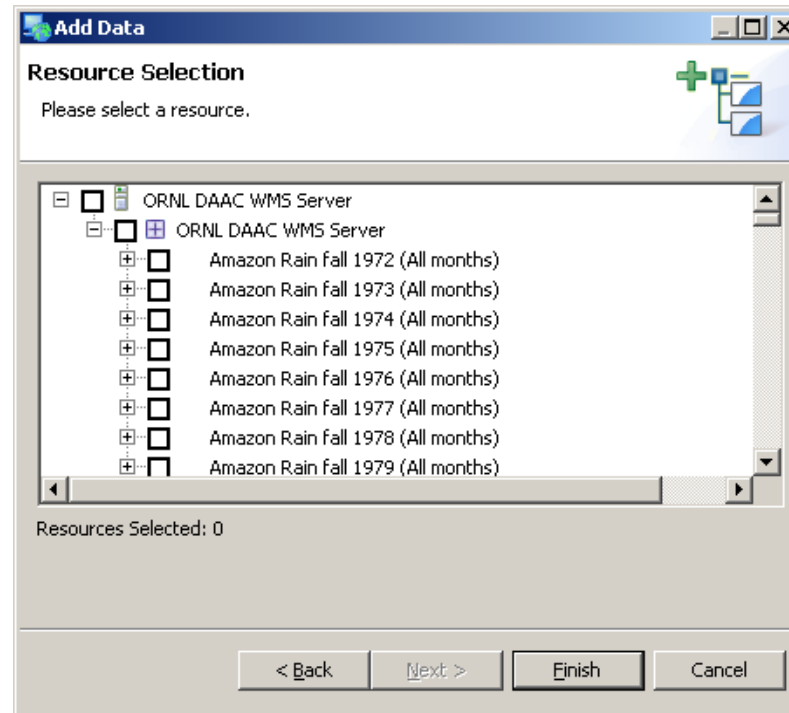 Add Data
Resource Selection
Please select a resource.
ORNL DAAC WMS Server
ORNL DAAC WMS Server
Amazon Rain fall 1972 (All months)
Amazon Rain fall 1973 (All months)
Amazon Rain fall 1974 (All months)
Amazon Rain fall 1975 (All months)
Amazon Rain fall 1976 (All months)
Amazon Rain fall 1977 (All months)
Amazon Rain fall 1978 (All months)
Amazon Rain fall 1979 (All months)
Resources Selected: 0
< Back Next > Finish Cancel